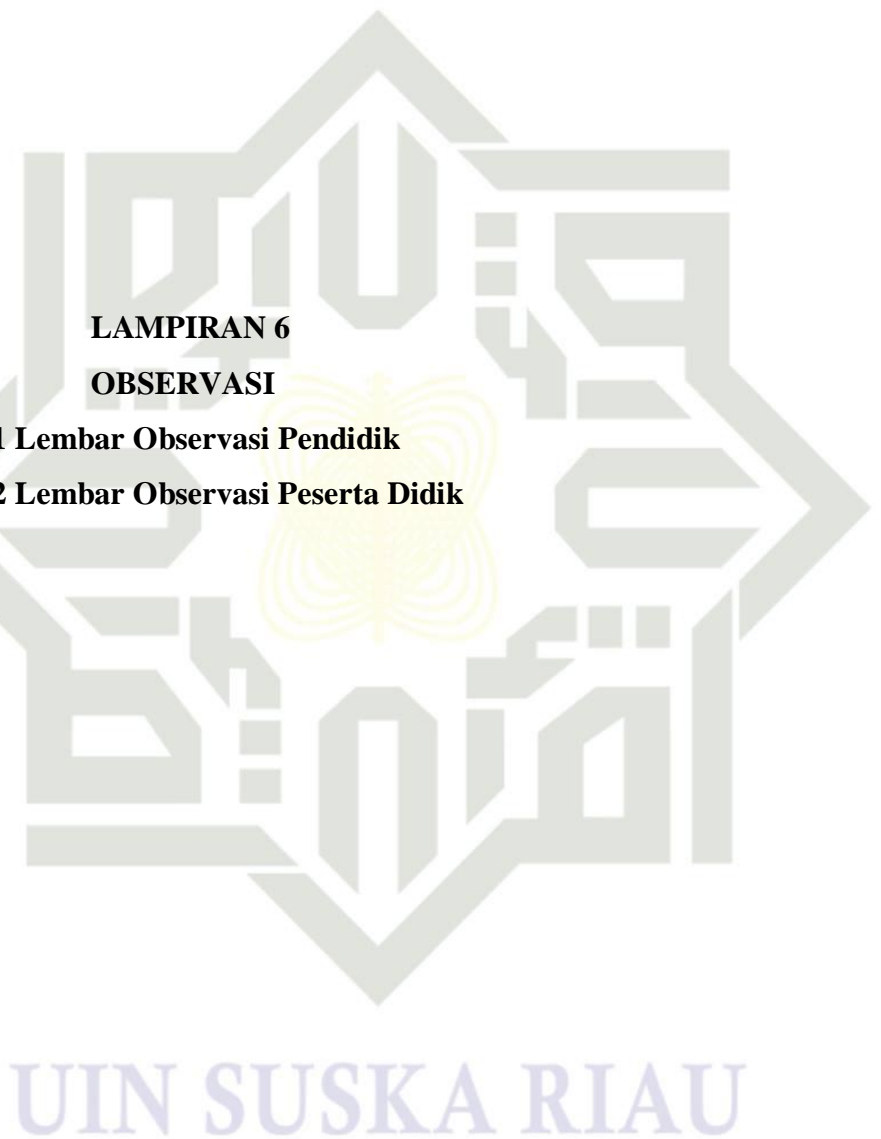 LAMPIRAN 6
OBSERVASI
1 Lembar Observasi Pendidik
2 Lembar Observasi Peserta Didik
UIN SUSKA RIAU